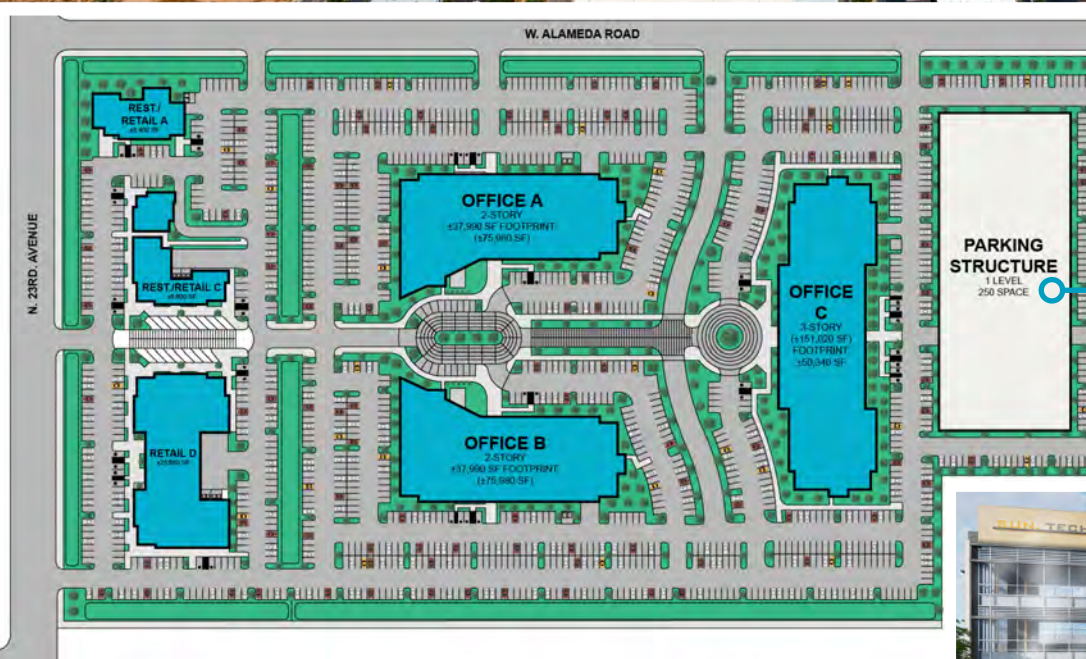 W. ALAMEDA ROAD
N. 23RD. AVENUE
REST./
RETAIL A
REST./RETAIL C
RETAIL D
OFFICE A
2-STORY
±37,990 SF FOOTPRINT
(±75,980 SF)
OFFICE B
2-STORY
±37,990 SF FOOTPRINT
(±75,980 SF)
OFFICE
C
3-STORY
(±151,020 SF)
FOOTPRINT
±50,340 SF
PARKING
STRUCTURE
1 LEVEL
250 SPACE
SUN TECH